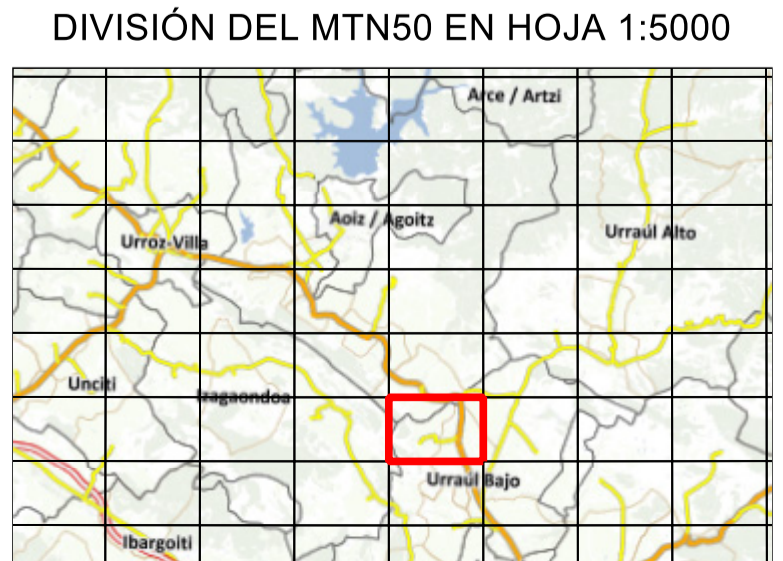 DIVISIÓN DEL MTN50 EN HOJA 1:5000
Arce / Artzi
Aoiz / Agoitz
Urraúl Alto
Urroz-Villa
Unciti
Izagaondoa
Urraúl Bajo
Ibargoiti